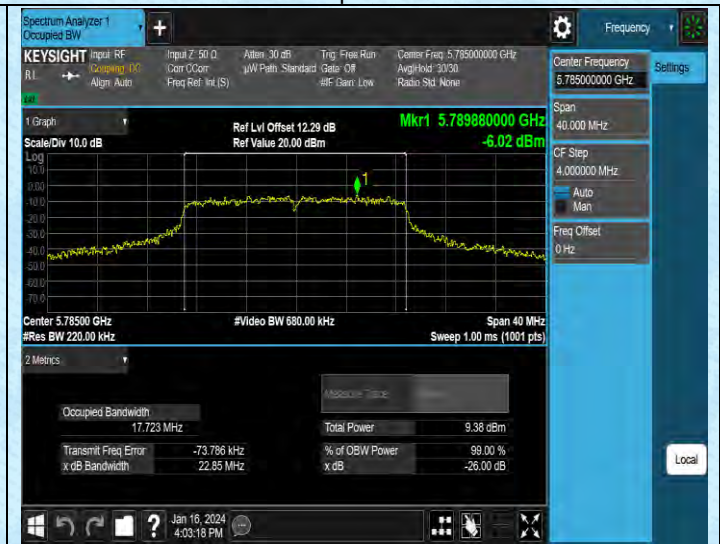 Spectrum Analyzer 1
Occupied BW
Frequency
KEYSIGHT Input: RF Input Z: 50 Ω Atten: 30 dB Trig: Free Run Center Freq: 5.785000000 GHz
RL Coupling: DC Corr CCorr µW Path: Standard Gate: Off Avg|Hold: 30/30
Align: Auto Freq Ref: Int (S) #IF Gain: Low Radio Std: None
Center Frequency
5.785000000 GHz
Settings
Span
40.000 MHz
CF Step
4.000000 MHz
Auto
Man
Freq Offset
0 Hz
1 Graph
Ref Lvl Offset 12.29 dB
Mkr1 5.789880000 GHz
Scale/Div 10.0 dB
Ref Value 20.00 dBm
-6.02 dBm
Log
10.0
0.00
-10.0
-20.0
-30.0
-40.0
-50.0
-60.0
-70.0
1
Center 5.78500 GHz #Video BW 680.00 kHz Span 40 MHz
#Res BW 220.00 kHz Sweep 1.00 ms (1001 pts)
2 Metrics
Measure Trace
Occupied Bandwidth
17.723 MHz
Total Power 9.38 dBm
Transmit Freq Error -73.786 kHz % of OBW Power 99.00 %
x dB Bandwidth 22.85 MHz x dB -26.00 dB
Local
?
Jan 16, 2024
4:03:18 PM